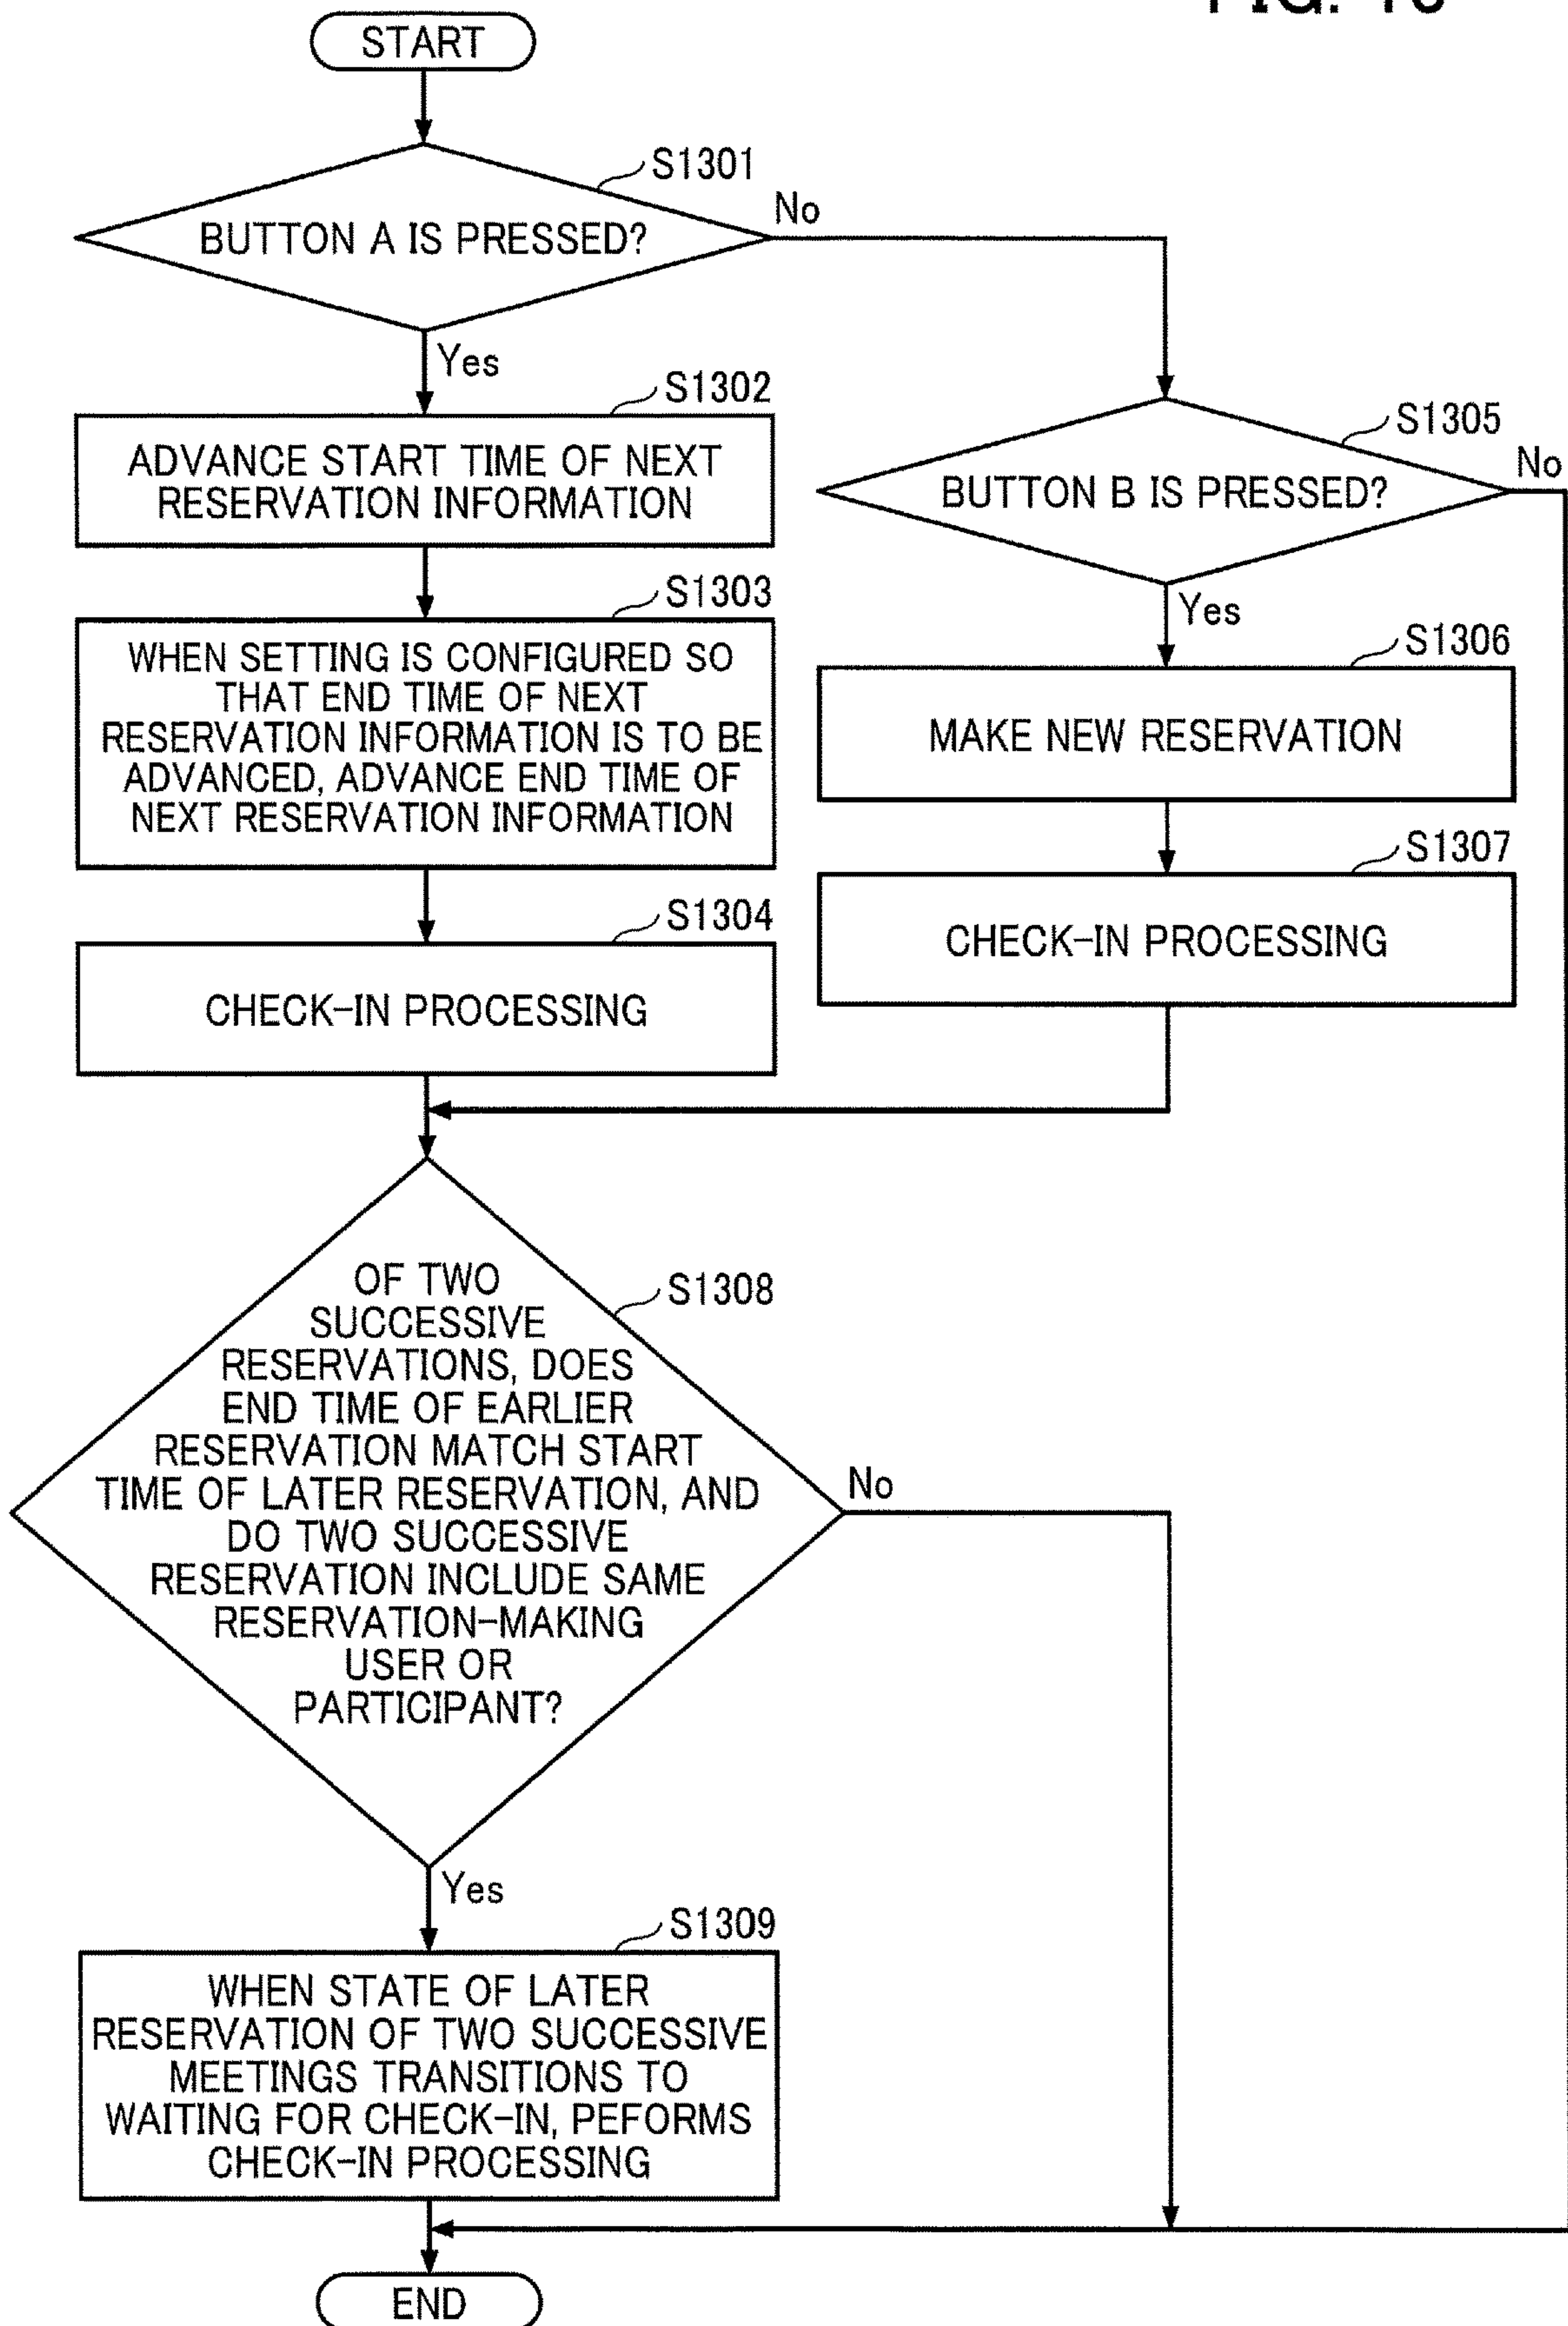 START
S1301
BUTTON A IS PRESSED?
No
Yes
S1302
ADVANCE START TIME OF NEXT
RESERVATION INFORMATION
S1303
WHEN SETTING IS CONFIGURED SO
THAT END TIME OF NEXT
RESERVATION INFORMATION IS TO BE
ADVANCED, ADVANCE END TIME OF
NEXT RESERVATION INFORMATION
S1304
CHECK-IN PROCESSING
S1305
BUTTON B IS PRESSED?
No
Yes
S1306
MAKE NEW RESERVATION
S1307
CHECK-IN PROCESSING
S1308
OF TWO
SUCCESSIVE
RESERVATIONS, DOES
END TIME OF EARLIER
RESERVATION MATCH START
TIME OF LATER RESERVATION, AND
DO TWO SUCCESSIVE
RESERVATION INCLUDE SAME
RESERVATION-MAKING
USER OR
PARTICIPANT?
No
Yes
S1309
WHEN STATE OF LATER
RESERVATION OF TWO SUCCESSIVE
MEETINGS TRANSITIONS TO
WAITING FOR CHECK-IN, PEFORMS
CHECK-IN PROCESSING
END